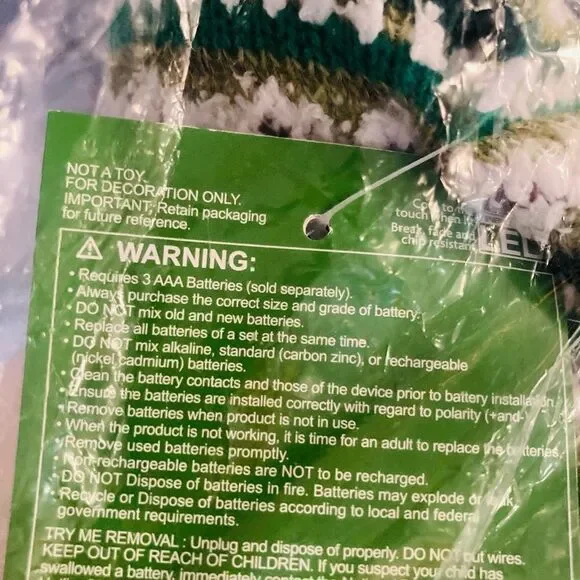 NOT A TOY.
FOR DECORATION ONLY.
IMPORTANT: Retain packaging
for future reference.
to
touch when
Break, fade and
chip resistant
LED
⚠ WARNING:
• Requires 3 AAA Batteries (sold separately).
• Always purchase the correct size and grade of battery.
• DO NOT mix old and new batteries.
• Replace all batteries of a set at the same time.
• DO NOT mix alkaline, standard (carbon zinc), or rechargeable
(nickel cadmium) batteries.
• Clean the battery contacts and those of the device prior to battery installation.
• Ensure the batteries are installed correctly with regard to polarity (+and-)
• Remove batteries when product is not in use.
• When the product is not working, it is time for an adult to replace the batteries.
• Remove used batteries promptly.
• Non-rechargeable batteries are NOT to be recharged.
• DO NOT Dispose of batteries in fire. Batteries may explode or leak.
• Recycle or Dispose of batteries according to local and federal
government requirements.
TRY ME REMOVAL : Unplug and dispose of properly. DO NOT cut wires.
KEEP OUT OF REACH OF CHILDREN. If you suspect your child has
swallowed a battery, immediately contact the